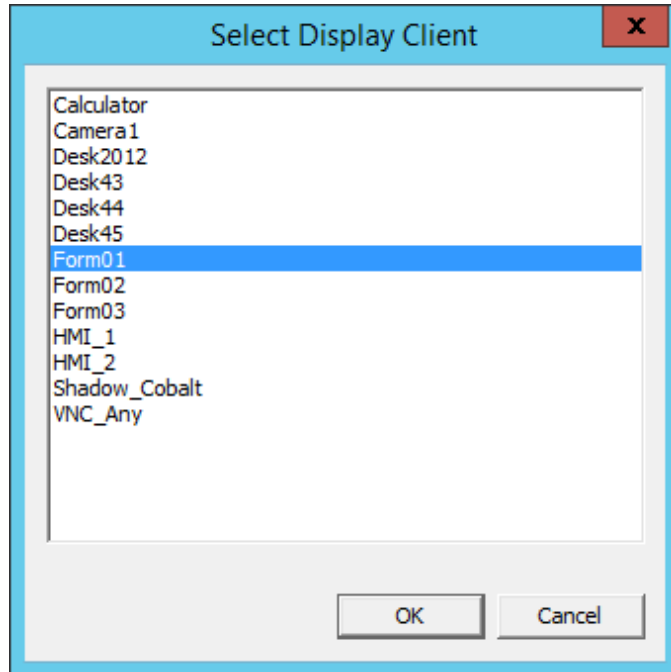 Select Display Client
x
Calculator
Camera1
Desk2012
Desk43
Desk44
Desk45
Form01
Form02
Form03
HMI_1
HMI_2
Shadow_Cobalt
VNC_Any
OK
Cancel